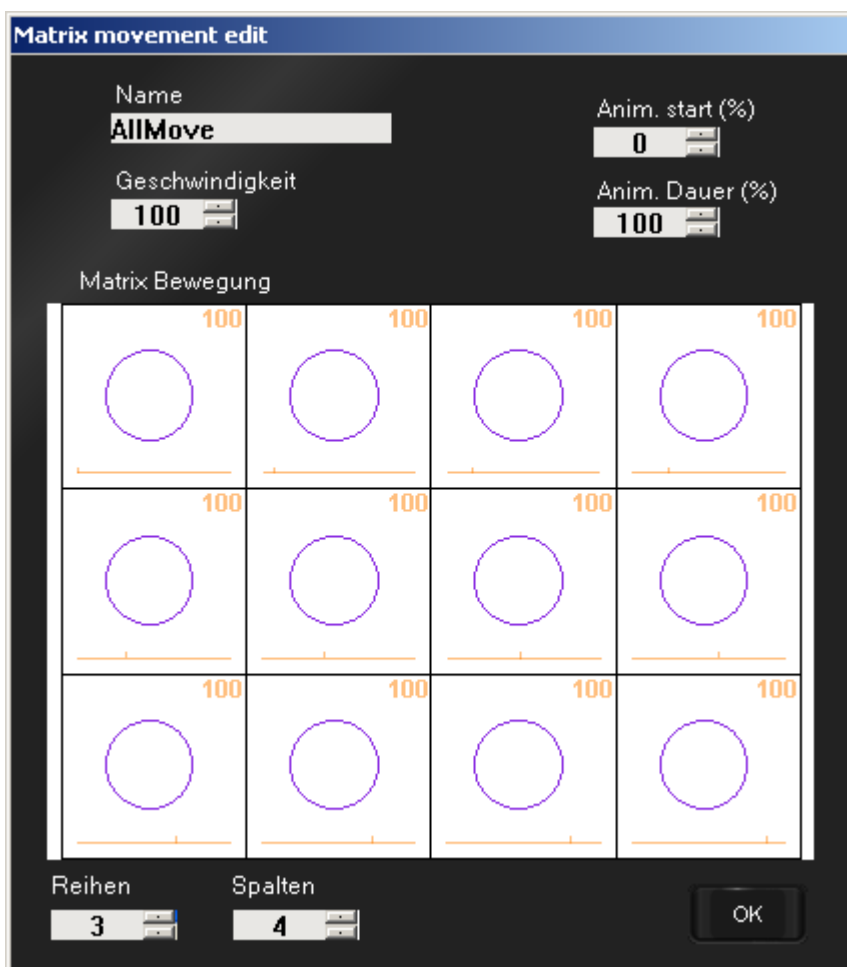 Matrix movement edit
Name
AllMove
Anim. start (%)
0
Geschwindigkeit
100
Anim. Dauer (%)
100
Matrix Bewegung
100 100 100 100
100 100 100 100
100 100 100 100
Reihen Spalten
3 4
OK